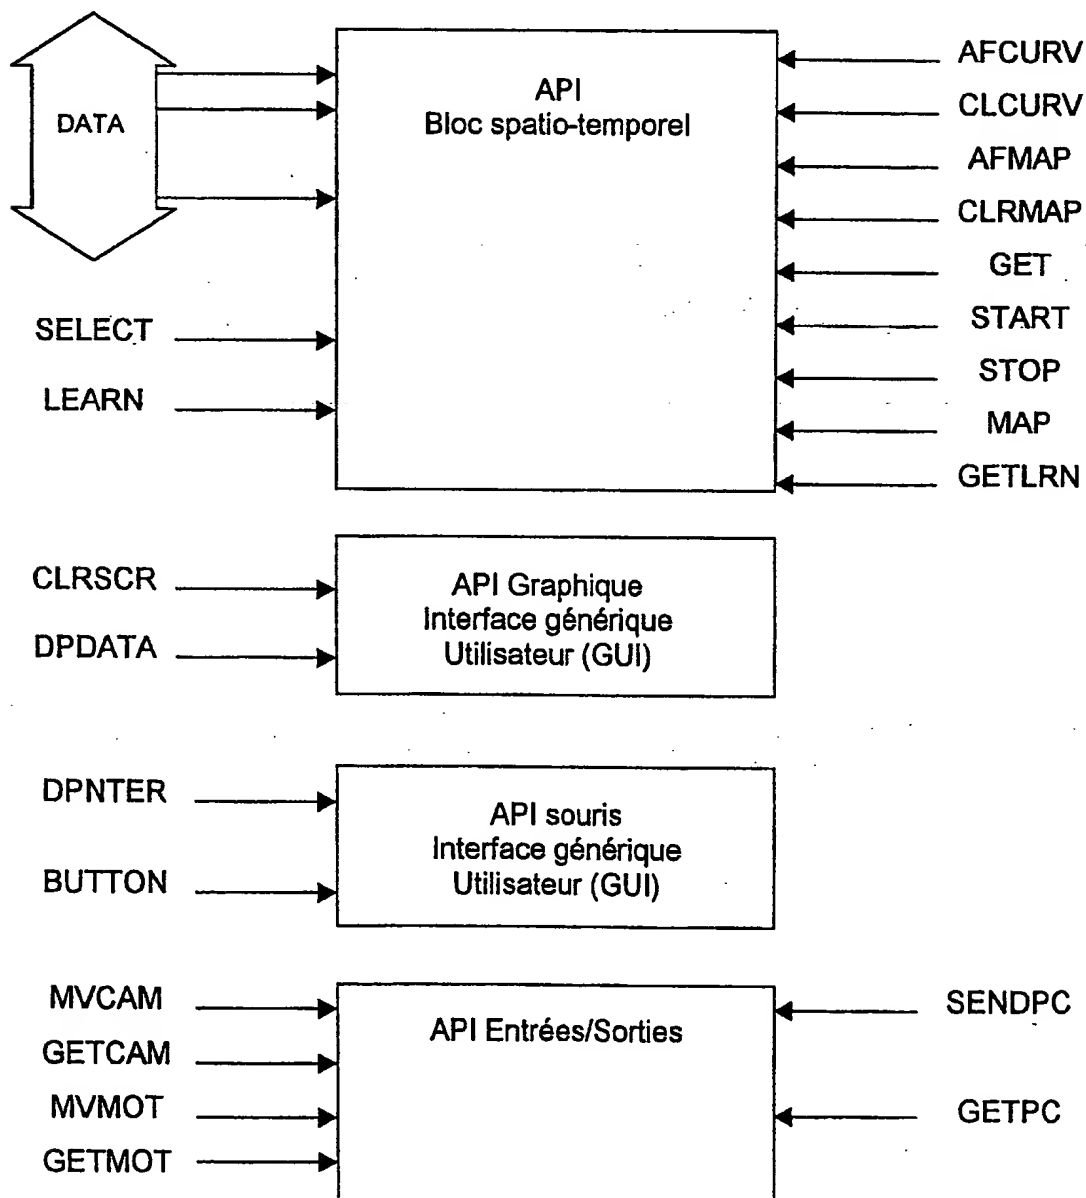 DATA
SELECT
LEARN
API
Bloc spatio-temporel
AFCURV
CLCURV
AFMAP
CLRMAP
GET
START
STOP
MAP
GETLRN
CLRSCR
DPDATA
API Graphique
Interface générique
Utilisateur (GUI)
DPNTER
BUTTON
API souris
Interface générique
Utilisateur (GUI)
MVCAM
GETCAM
MVMOT
GETMOT
API Entrées/Sorties
SENDPC
GETPC